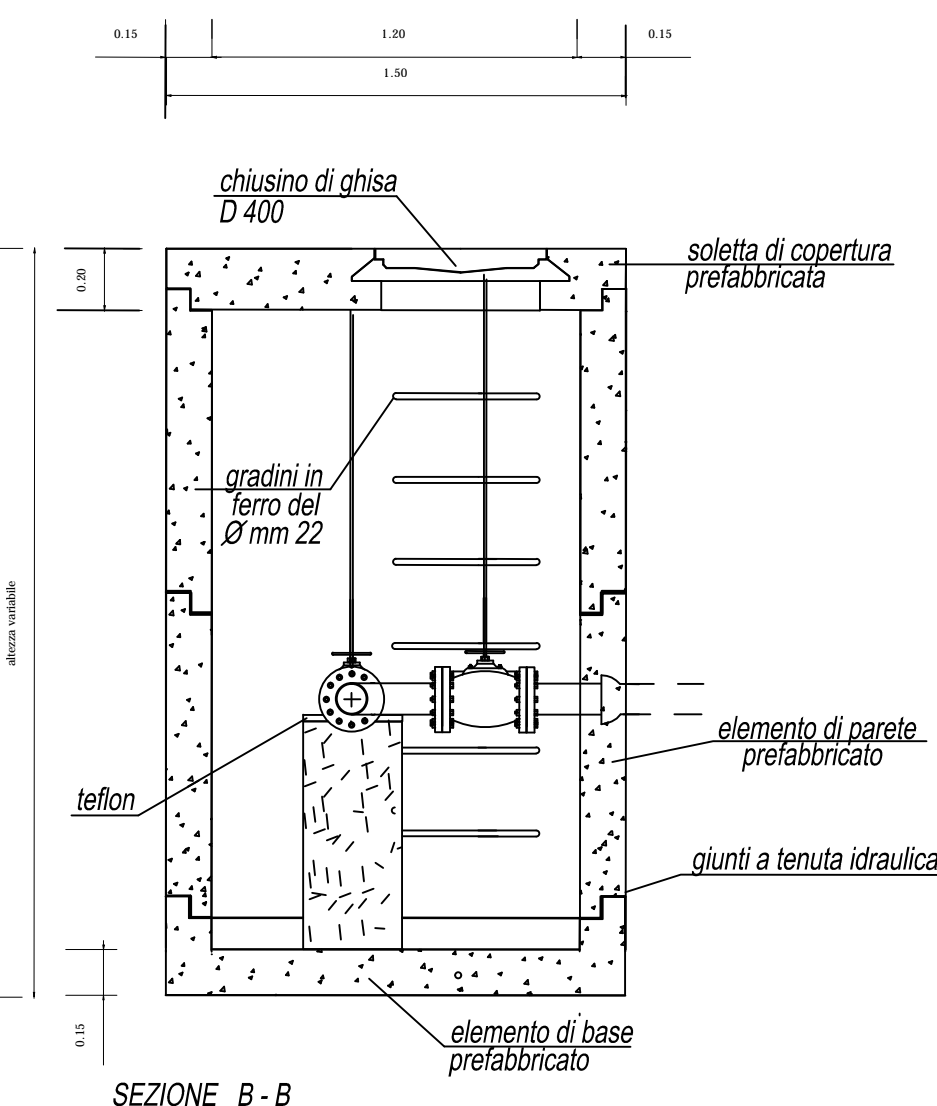 0.15
1.20
0.15
1.50
chiusino di ghisa
D 400
soletta di copertura
prefabbricata
0.20
gradini in
ferro del
Ø mm 22
altezza variabile
elemento di parete
prefabbricato
teflon
giunti a tenuta idraulica
0.15
elemento di base
prefabbricato
SEZIONE B - B